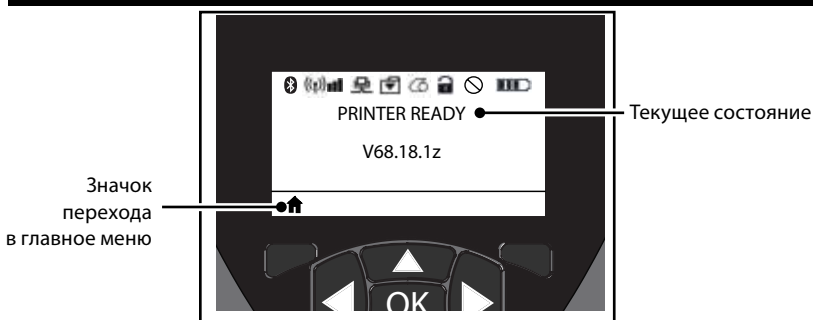 PRINTER READY
Текущее состояние
V68.18.1z
Значок
перехода
в главное меню
OK